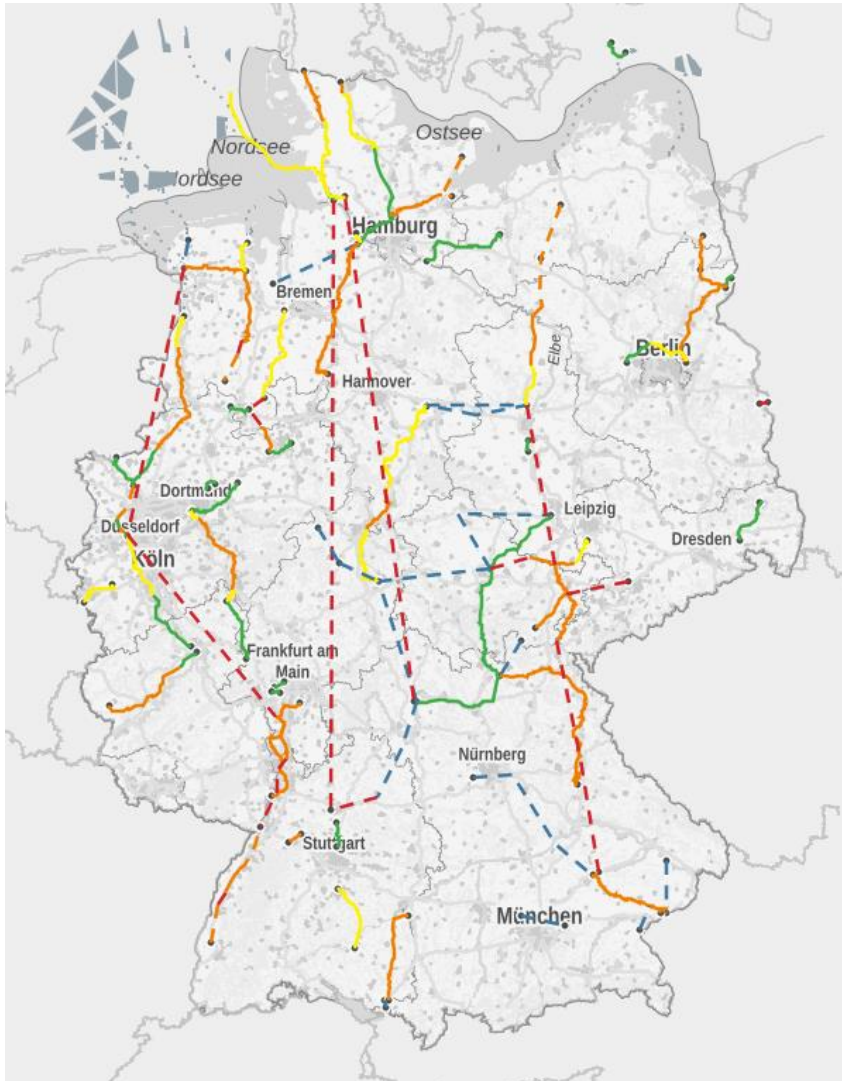 Ostsee
Nordsee
Nordsee
Hamburg
Bremen
Elbe
Berlin
Hannover
Dortmund
Leipzig
Düsseldorf
Köln
Dresden
Frankfurt am
Main
Nürnberg
Stuttgart
München